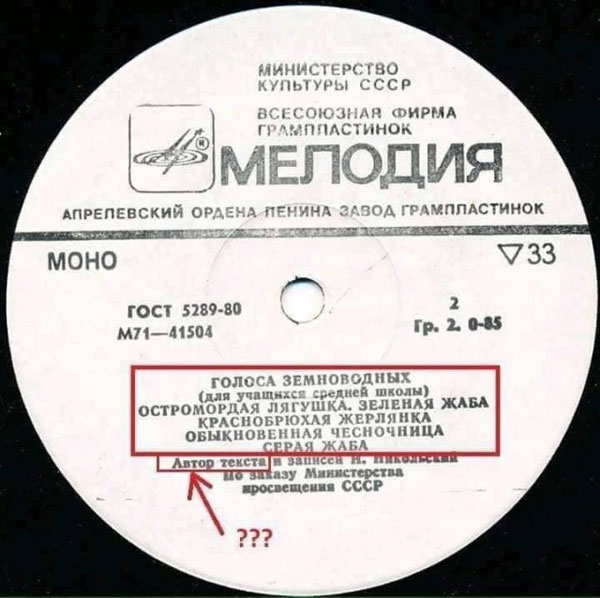 МИНИСТЕРСТВО
КУЛЬТУРЫ СССР
ВСЕСОЮЗНАЯ ФИРМА
ГРАМПЛАСТИНОК
МЕЛОДИЯ
АПРЕЛЕВСКИЙ ОРДЕНА ЛЕНИНА ЗАВОД ГРАМПЛАСТИНОК
МОНО
▽33
ГОСТ 5289-80
М71—41504
2
Гр. 2. 0-85
ГОЛОСА ЗЕМНОВОДНЫХ
(для учащихся средней школы)
ОСТРОМОРДАЯ ЛЯГУШКА. ЗЕЛЕНАЯ ЖАБА
КРАСНОБРЮХАЯ ЖЕРЛЯНКА
ОБЫКНОВЕННАЯ ЧЕСНОЧНИЦА
СЕРАЯ ЖАБА
Автор текста и записей И. Никольский
По заказу Министерства
просвещения СССР
???